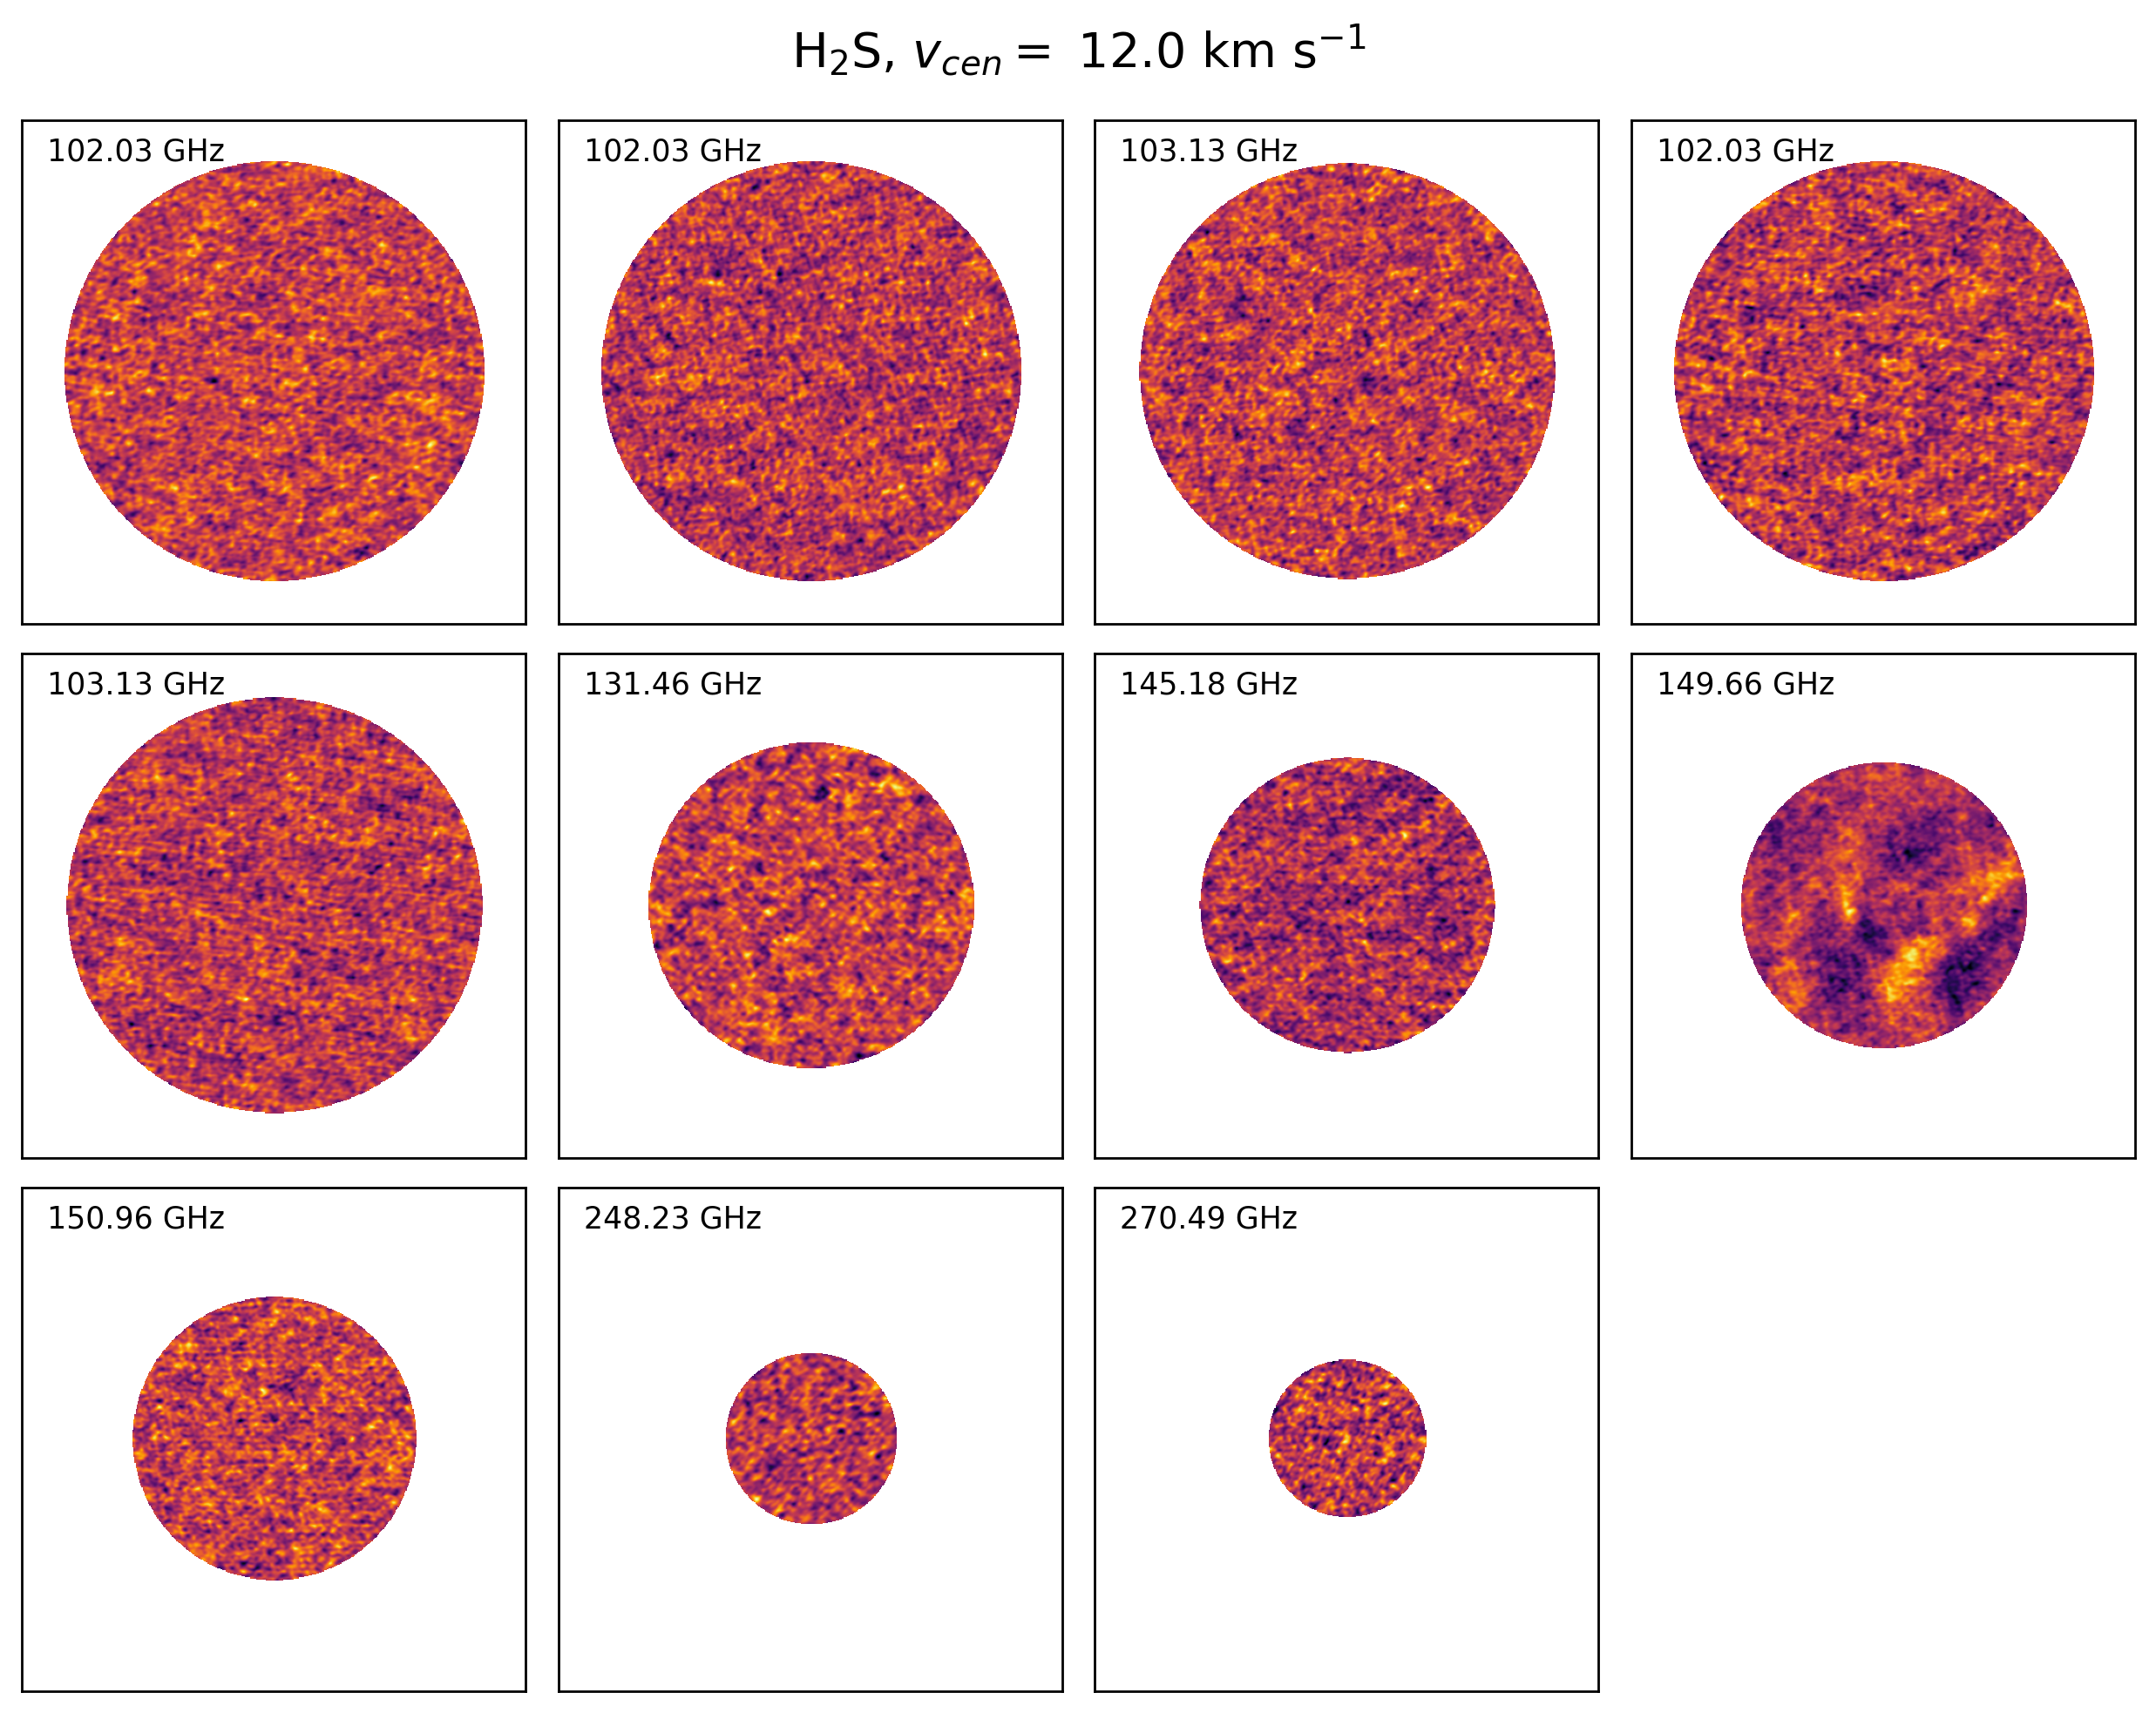 H₂S, v_cen = 12.0 km s⁻¹
102.03 GHz
102.03 GHz
103.13 GHz
102.03 GHz
103.13 GHz
131.46 GHz
145.18 GHz
149.66 GHz
150.96 GHz
248.23 GHz
270.49 GHz